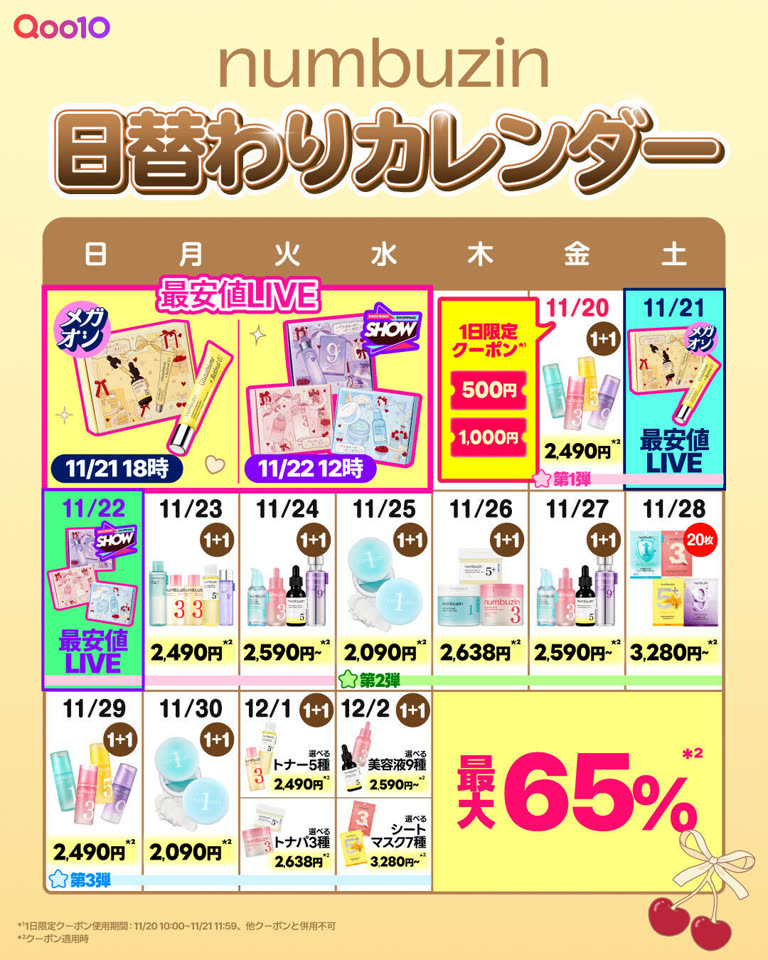 Qoo10
numbuzin
日替わりカレンダー
日 月 火 水 木 金 土
最安値LIVE
メガオシ
11/21 18時
SHOW
11/22 12時
1日限定
クーポン*1
500円
1,000円
11/20
1+1
2,490円*2
第1弾
11/21
メガオシ
最安値
LIVE
11/22
SHOW
最安値
LIVE
11/23
1+1
2,490円*2
11/24
1+1
2,590円~*2
11/25
1+1
2,090円*2
第2弾
11/26
1+1
numbuzin
2,638円*2
11/27
1+1
2,590円~*2
11/28
20枚
3,280円~*2
11/29
1+1
2,490円*2
第3弾
11/30
1+1
2,090円*2
12/1 1+1
選べる
トナー5種
2,490円*2
選べる
トナパ3種
2,638円*2
12/2 1+1
選べる
美容液9種
2,590円~*2
選べる
シート
マスク7種
3,280円~*2
最大65%*2
*1 1日限定クーポン使用期間：11/20 10:00~11/21 11:59、他クーポンと併用不可
*2クーポン適用時